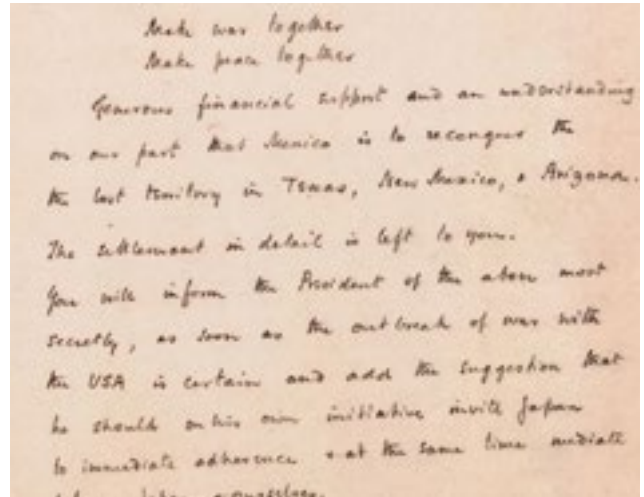 Make war together
Make peace together
Generous financial support and an understanding
on our part that Mexico is to reconquer the
the lost territory in Texas, New Mexico, & Arizona.
The settlement in detail is left to you.
You will inform the President of the above most
secretly, as soon as the outbreak of war with
the USA is certain and add the suggestion that
he should on his own initiative invite Japan
to immediate adherence & at the same time mediate
ourselves.